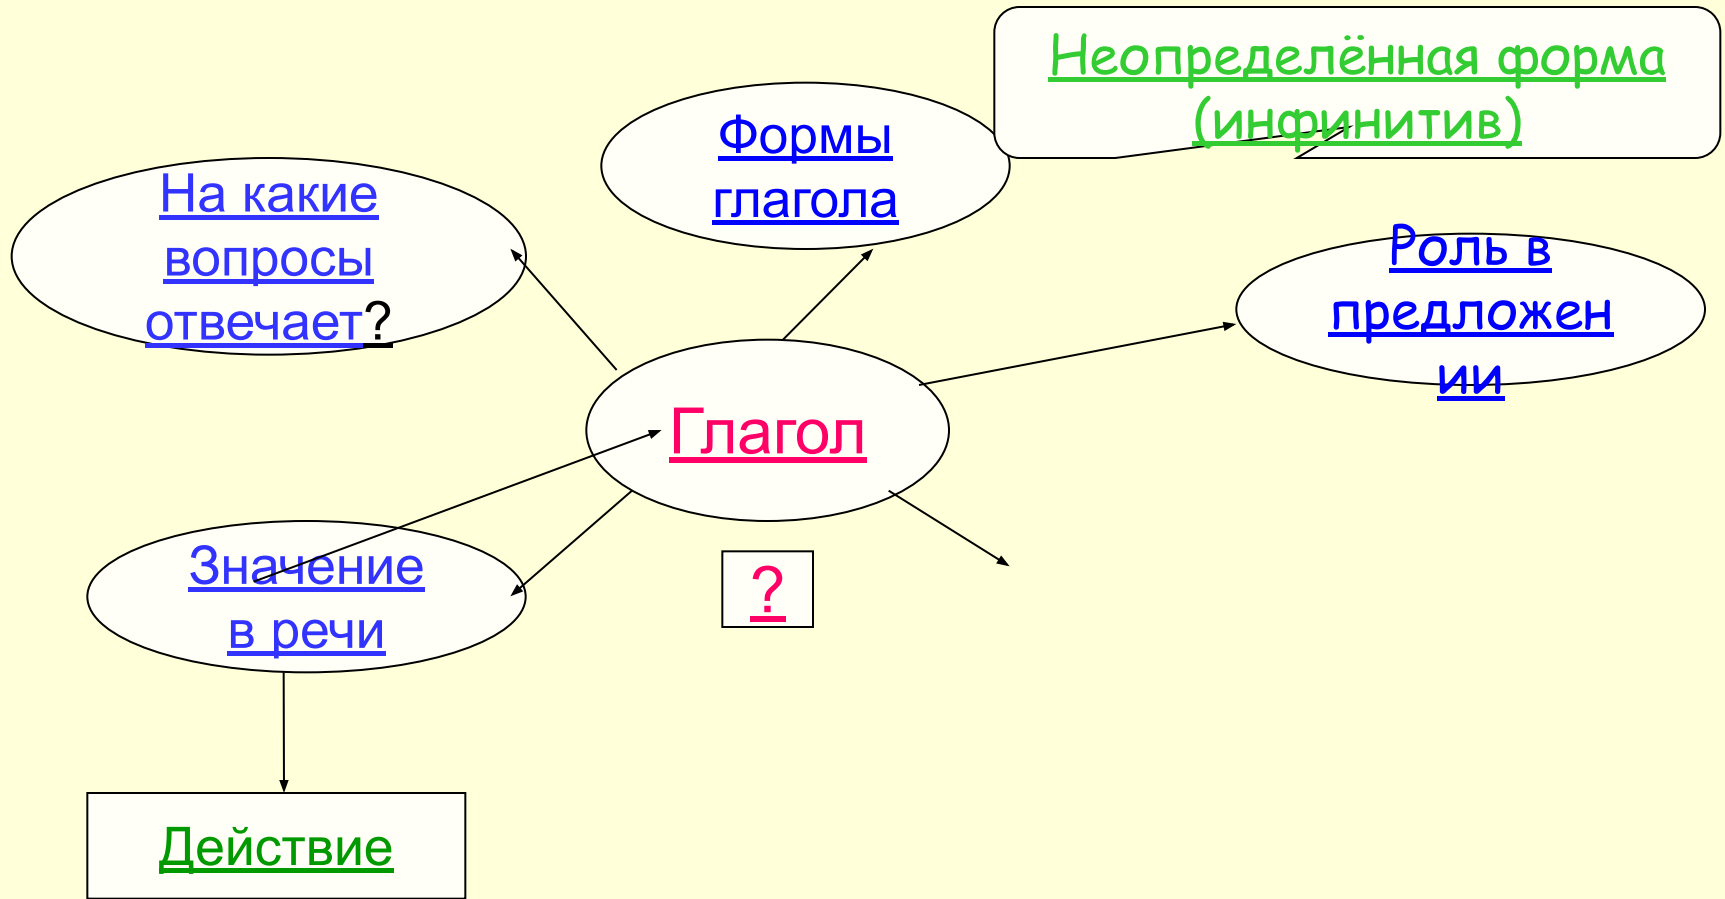 Неопределённая форма
(инфинитив)
Формы
глагола
На какие
вопросы
отвечает?
Роль в
предложен
ии
Глагол
Значение
в речи
?
Действие